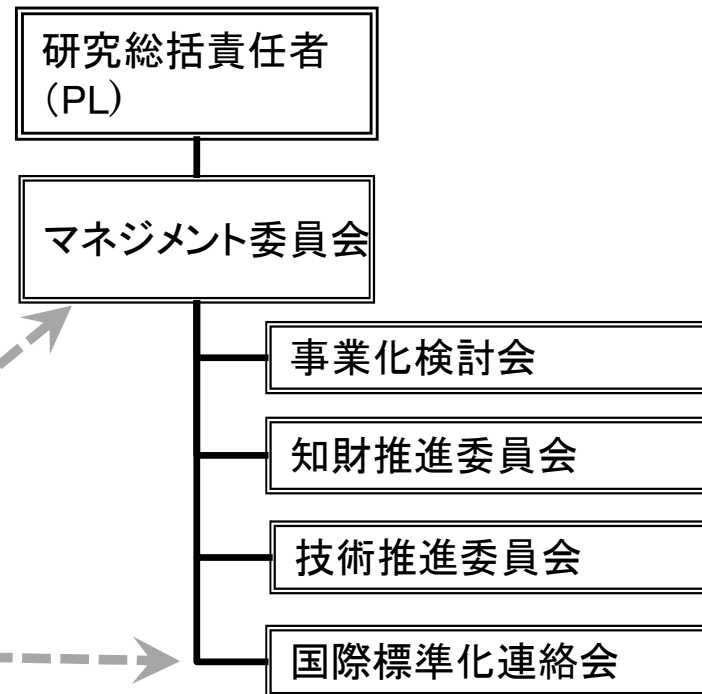 研究総括責任者
(PL)
マネジメント委員会
事業化検討会
知財推進委員会
技術推進委員会
国際標準化連絡会